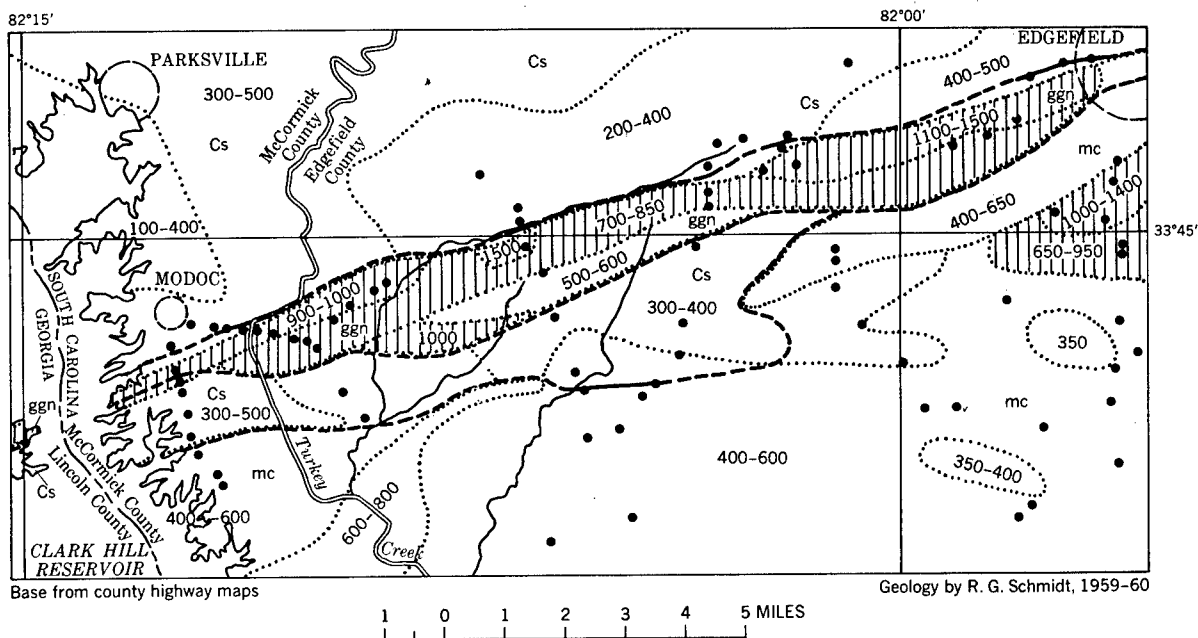 82°15′
82°00′
PARKSVILLE
300–500
Cs
Cs
EDGEFIELD
400–500
Cs
ggn
McCormick
County
Edgefield
County
200–400
1100–1500
mc
Cs
100–400
1500
700–850
ggn
400–650
1000–1400
33°45′
650–950
MODOC
900–1000
500–600
Cs
300–400
ggn
1000
350
SOUTH CAROLINA
GEORGIA
Cs
300–500
ggn
mc
McCormick County
Lincoln County
Cs
Turkey
mc
400–600
350–400
400–600
600–800
CLARK HILL
RESERVOIR
Creek
Base from county highway maps
Geology by R. G. Schmidt, 1959–60
1 0 1 2 3 4 5 MILES